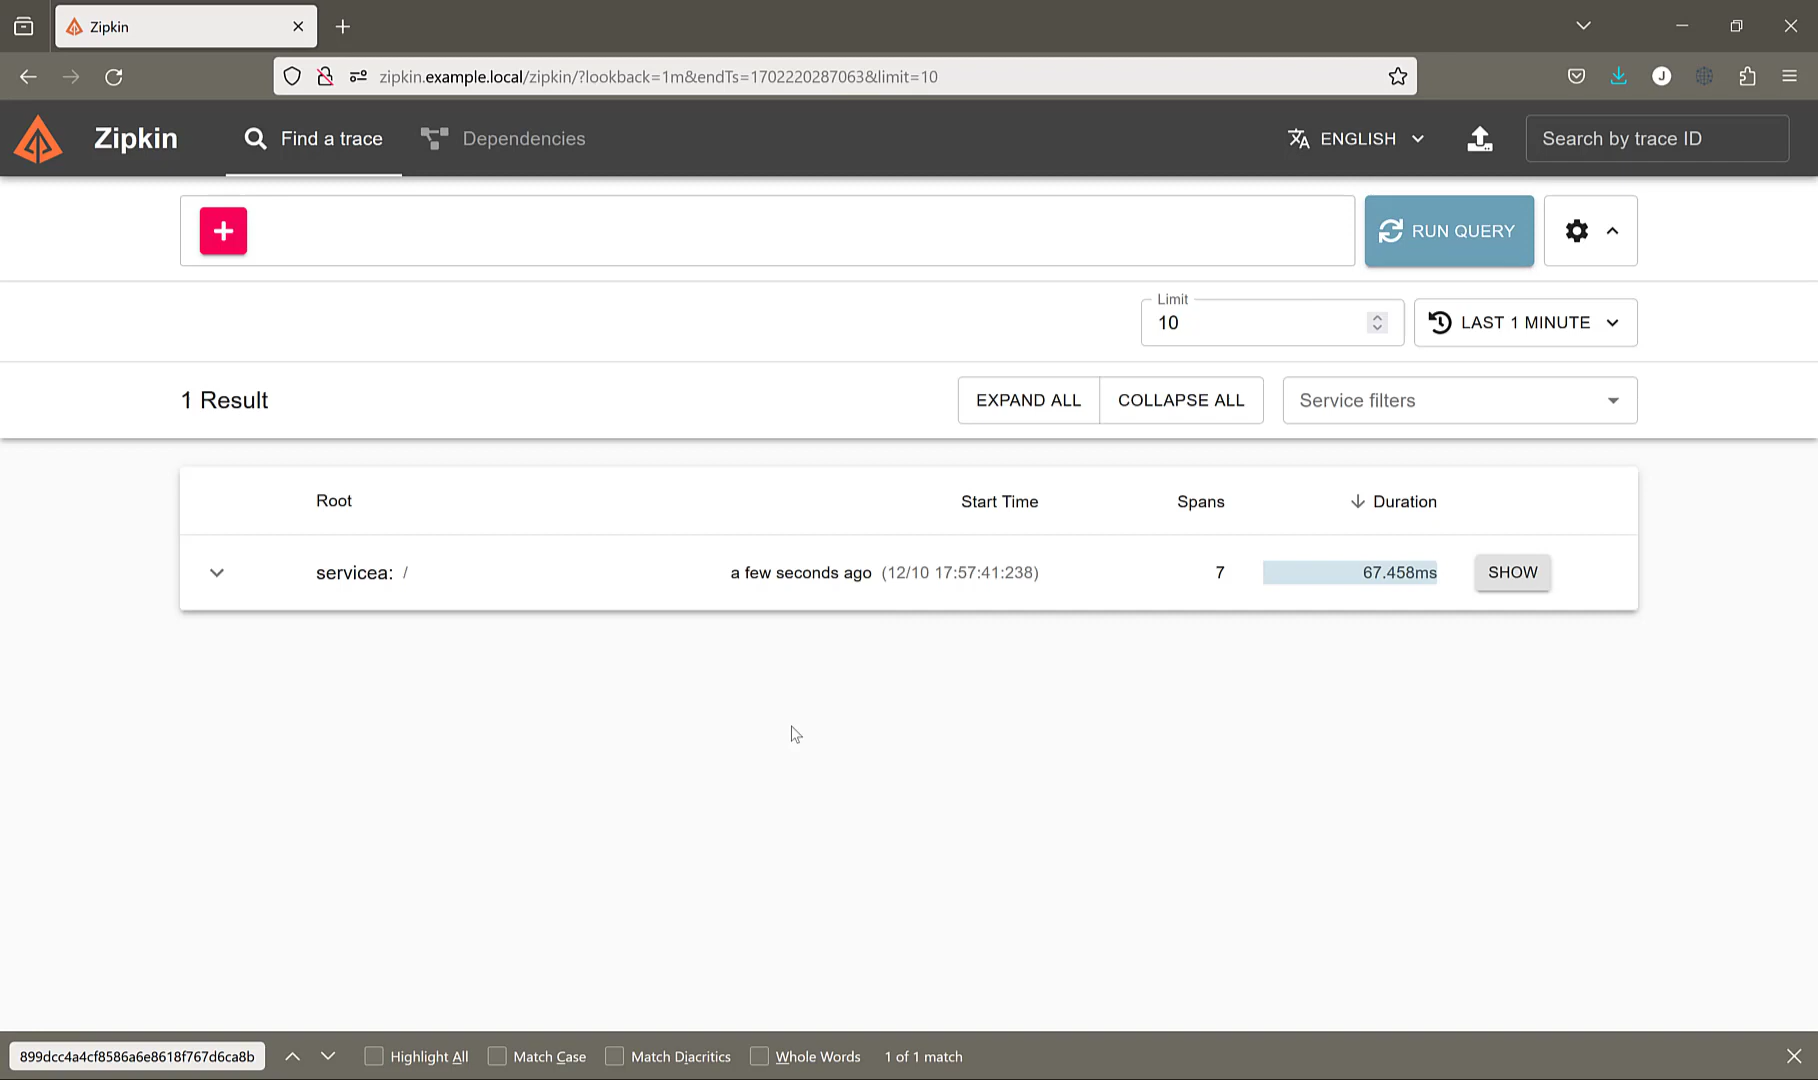 Zipkin
zipkin.example.local/zipkin/?lookback=1m&endTs=1702220287063&limit=10
J
Zipkin
Find a trace
Dependencies
ENGLISH
Search by trace ID
RUN QUERY
Limit
10
LAST 1 MINUTE
1 Result
EXPAND ALL
COLLAPSE ALL
Service filters
Root
Start Time
Spans
Duration
servicea: /
a few seconds ago (12/10 17:57:41:238)
7
67.458ms
SHOW
899dcc4a4cf8586a6e8618f767d6ca8b
Highlight All
Match Case
Match Diacritics
Whole Words
1 of 1 match